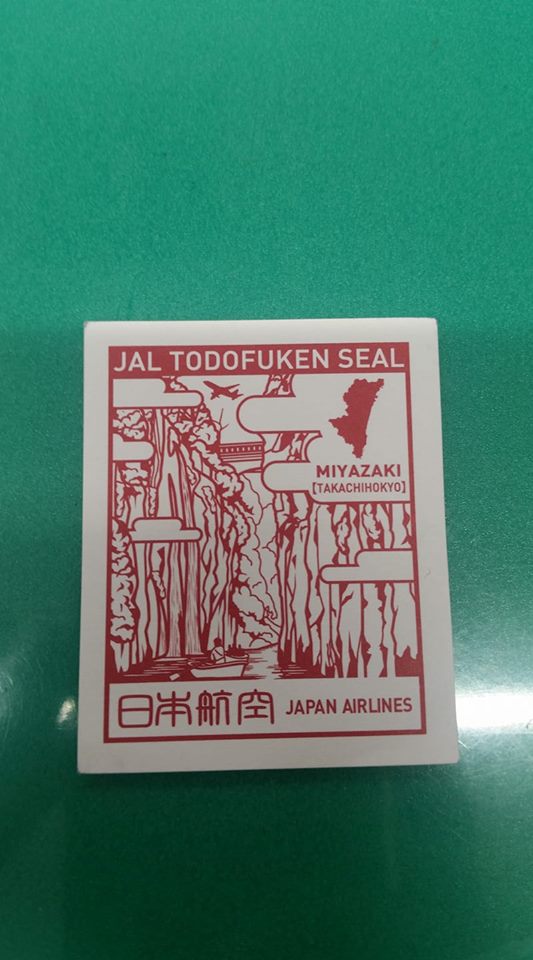 JAL TODOFUKEN SEAL
MIYAZAKI
[TAKACHIHOKYO]
日本航空 JAPAN AIRLINES